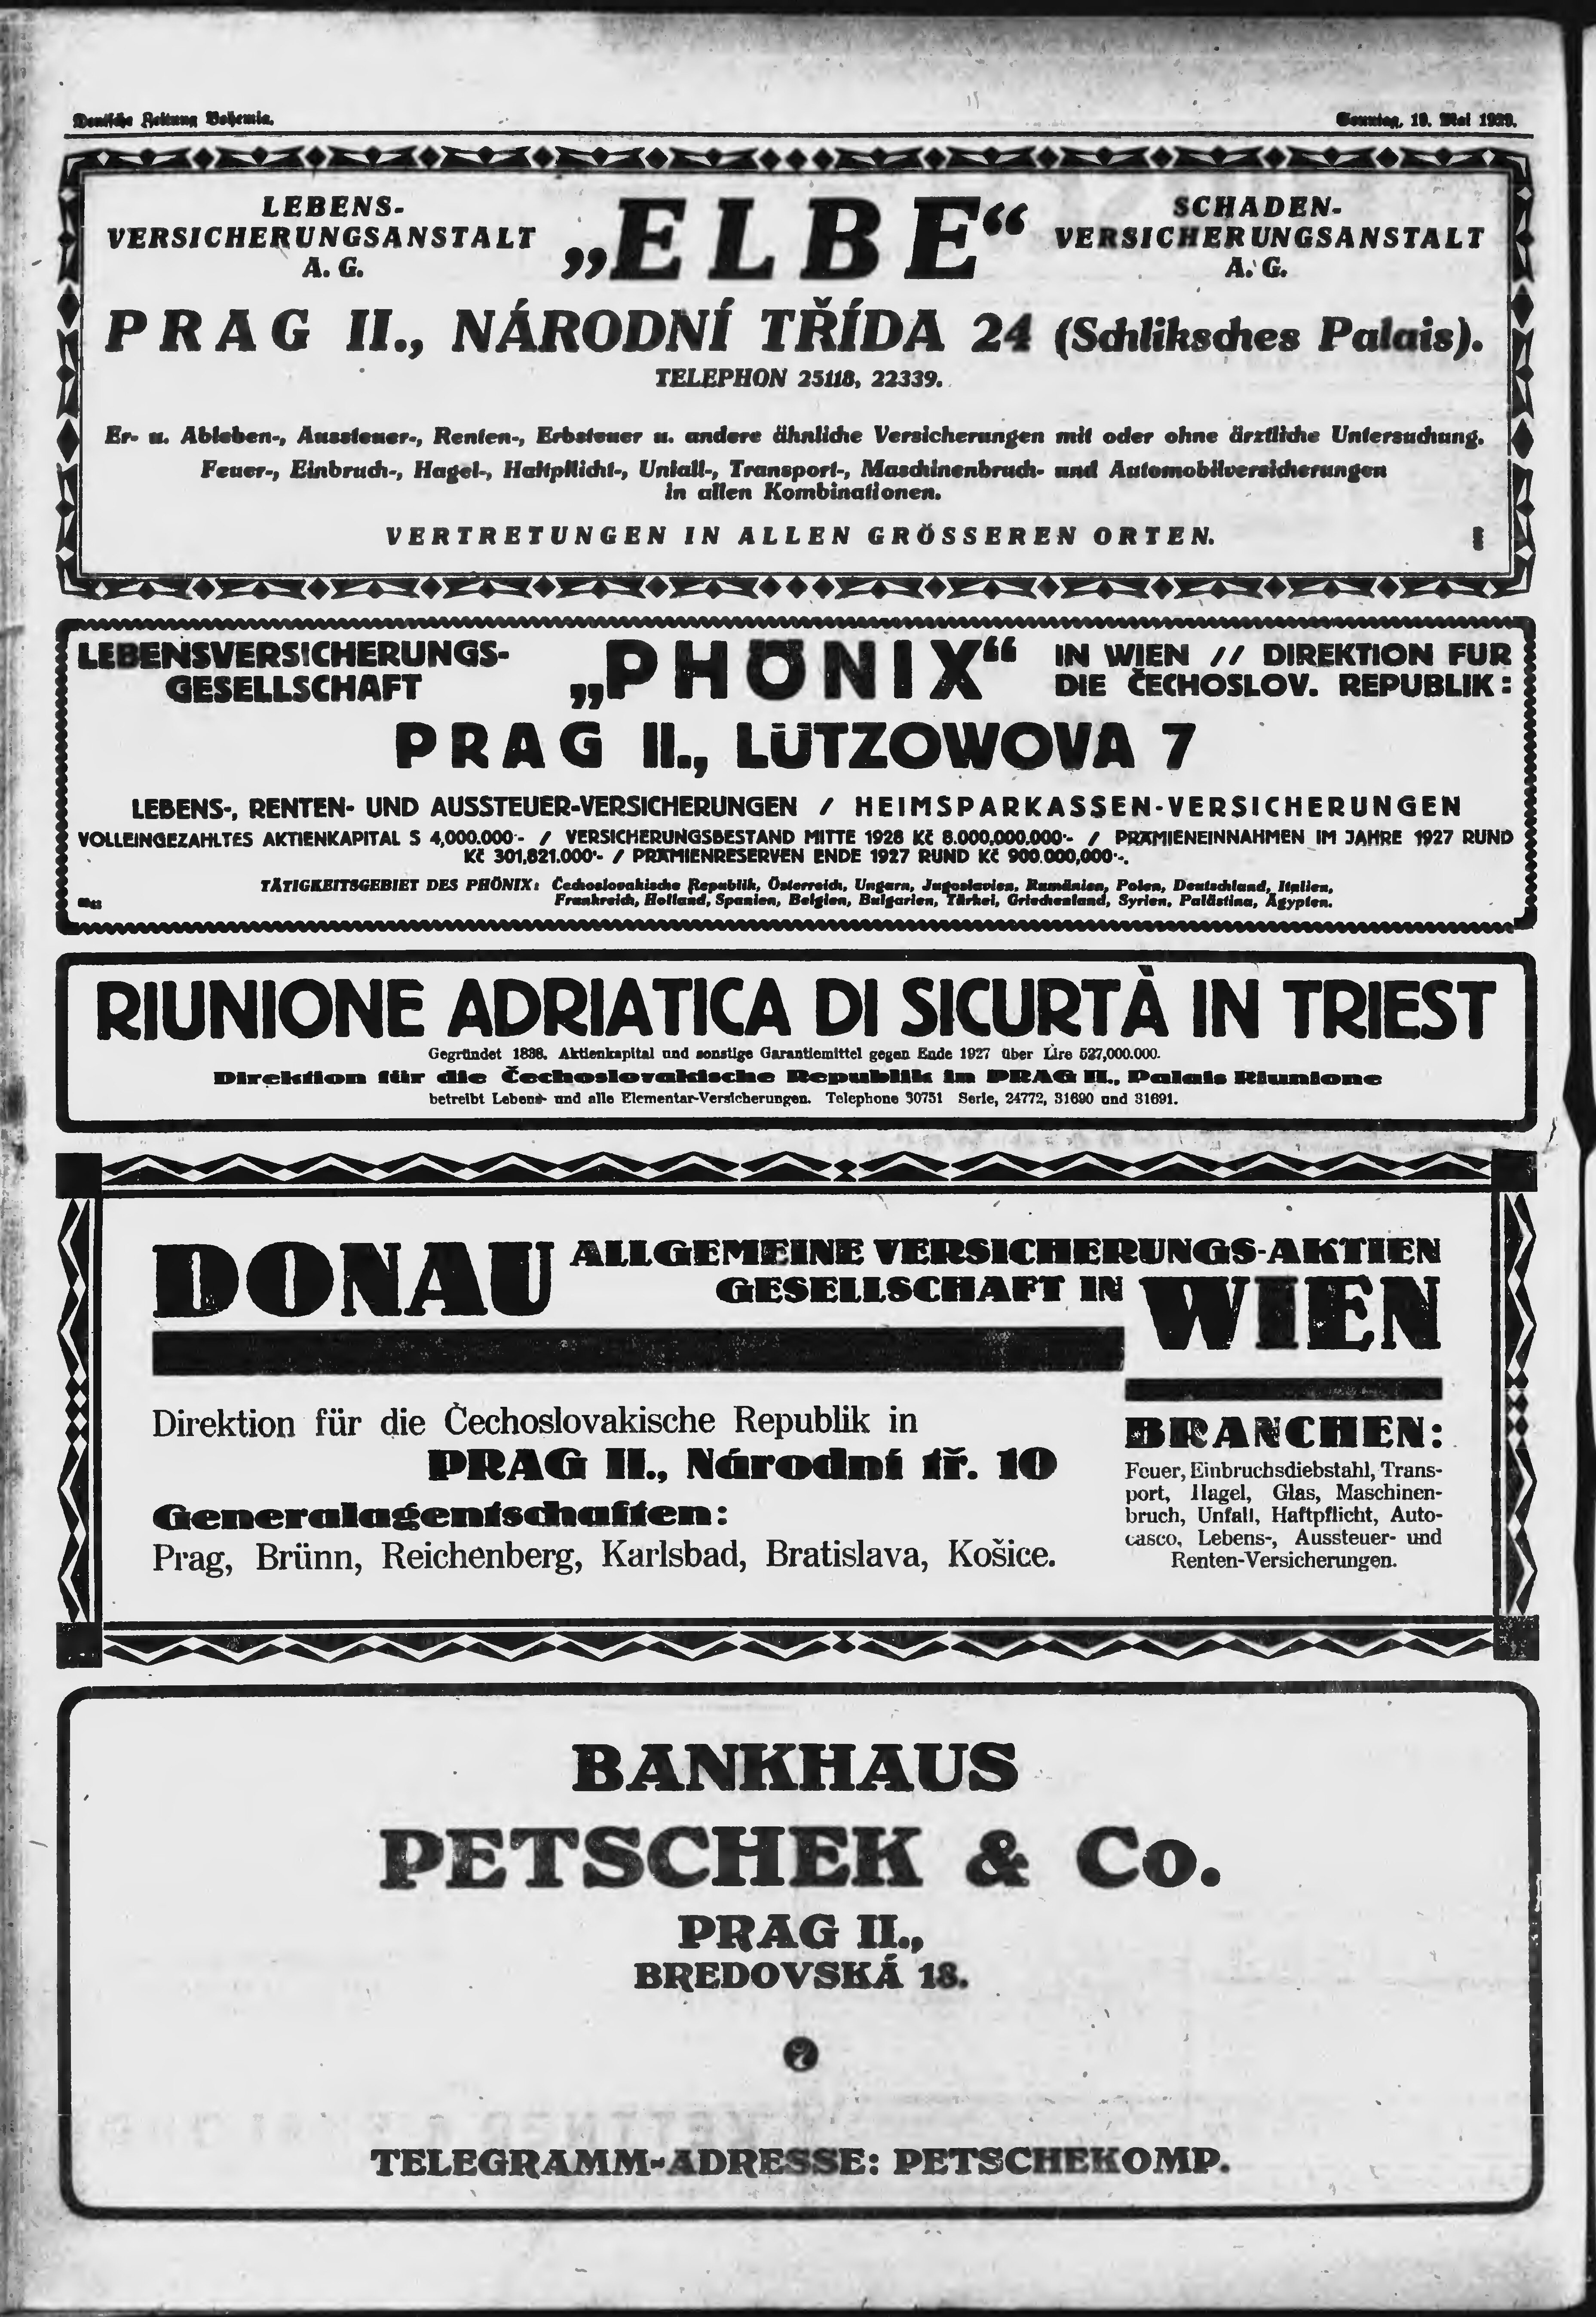 Deutsche Zeitung Bohemia.
Sonntag, 19. Mai 1929.
LEBENS-
VERSICHERUNGSANSTALT
A. G.
„ELBE“
SCHADEN-
VERSICHERUNGSANSTALT
A. G.
PRAG II., NÁRODNÍ TŘÍDA 24 (Schliksches Palais).
TELEPHON 25118, 22339.
Er- u. Ableben-, Aussteuer-, Renten-, Erbsteuer u. andere ähnliche Versicherungen mit oder ohne ärztliche Untersuchung.
Feuer-, Einbruch-, Hagel-, Haftpflicht-, Unfall-, Transport-, Maschinenbruch- und Automobilversicherungen
in allen Kombinationen.
VERTRETUNGEN IN ALLEN GRÖSSEREN ORTEN.
LEBENSVERSICHERUNGS-
GESELLSCHAFT
„PHÖNIX“
IN WIEN // DIREKTION FUR
DIE ČECHOSLOV. REPUBLIK:
PRAG II., LÜTZOWOVA 7
LEBENS-, RENTEN- UND AUSSTEUER-VERSICHERUNGEN / HEIMSPARKASSEN-VERSICHERUNGEN
VOLLEINGEZAHLTES AKTIENKAPITAL S 4,000.000·- / VERSICHERUNGSBESTAND MITTE 1928 Kč 8.000,000.000·- / PRÄMIENEINNAHMEN IM JAHRE 1927 RUND
Kč 301,821.000·- / PRÄMIENRESERVEN ENDE 1927 RUND Kč 900.000,000·-.
TÄTIGKEITSGEBIET DES PHÖNIX: Čechoslovakische Republik, Österreich, Ungarn, Jugoslavien, Rumänien, Polen, Deutschland, Italien,
Frankreich, Holland, Spanien, Belgien, Bulgarien, Türkei, Griechenland, Syrien, Palästina, Ägypten.
RIUNIONE ADRIATICA DI SICURTÀ IN TRIEST
Gegründet 1838. Aktienkapital und sonstige Garantiemittel gegen Ende 1927 über Lire 527,000.000.
Direktion für die Čechoslovakische Republik in PRAG II., Palais Riunione
betreibt Lebens- und alle Elementar-Versicherungen. Telephone 30751 Serie, 24772, 31690 und 31691.
DONAU
ALLGEMEINE VERSICHERUNGS-AKTIEN
GESELLSCHAFT IN
WIEN
Direktion für die Čechoslovakische Republik in
PRAG II., Národní tř. 10
Generalagentschaften:
Prag, Brünn, Reichenberg, Karlsbad, Bratislava, Košice.
BRANCHEN:
Feuer, Einbruchsdiebstahl, Trans-
port, Hagel, Glas, Maschinen-
bruch, Unfall, Haftpflicht, Auto-
casco, Lebens-, Aussteuer- und
Renten-Versicherungen.
BANKHAUS
PETSCHEK & Co.
PRAG II.,
BREDOVSKÁ 18.
TELEGRAMM-ADRESSE: PETSCHEKOMP.